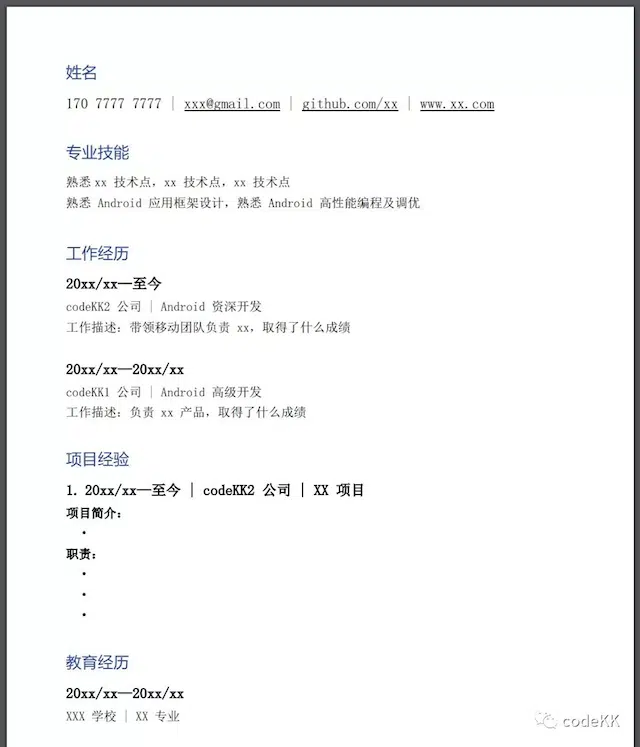 姓名
170 7777 7777 | xxx@gmail.com | github.com/xx | www.xx.com
专业技能
熟悉xx 技术点，xx 技术点，xx 技术点
熟悉 Android 应用框架设计，熟悉 Android 高性能编程及调优
工作经历
20xx/xx—至今
codeKK2 公司 | Android 资深开发
工作描述：带领移动团队负责 xx，取得了什么成绩
20xx/xx—20xx/xx
codeKK1 公司 | Android 高级开发
工作描述：负责 xx 产品，取得了什么成绩
项目经验
1. 20xx/xx—至今 | codeKK2 公司 | XX 项目
项目简介：
•
职责：
•
•
•
教育经历
20xx/xx—20xx/xx
XXX 学校 | XX 专业
codeKK